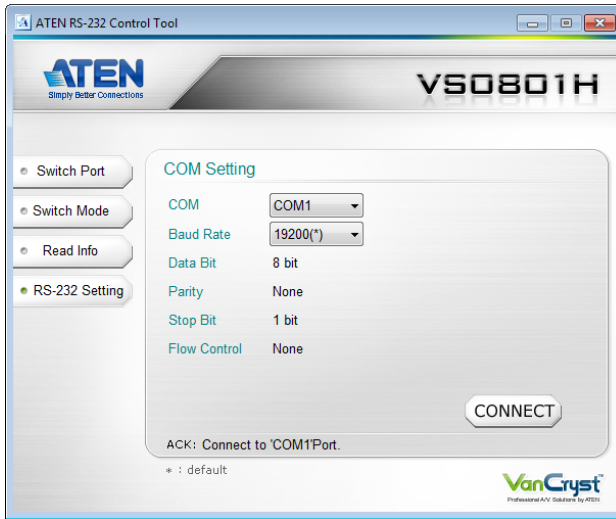 ATEN RS-232 Control Tool
ATEN
Simply Better Connections
VS0801H
Switch Port
Switch Mode
Read Info
RS-232 Setting
COM Setting
COM COM1
Baud Rate 19200(*)
Data Bit 8 bit
Parity None
Stop Bit 1 bit
Flow Control None
CONNECT
ACK: Connect to 'COM1'Port.
* : default
VanCryst™
Professional A/V Solutions by ATEN